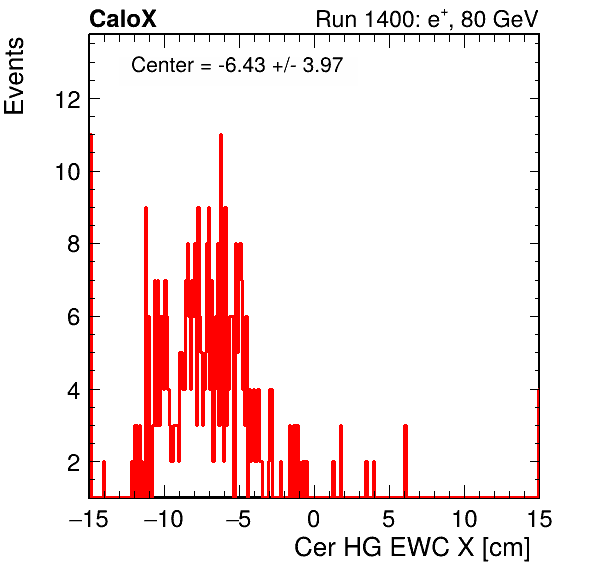 CaloX Run 1400: e+, 80 GeV
Center = -6.43 +/- 3.97
Events
12
10
8
6
4
2
−15 −10 −5 0 5 10 15
Cer HG EWC X [cm]